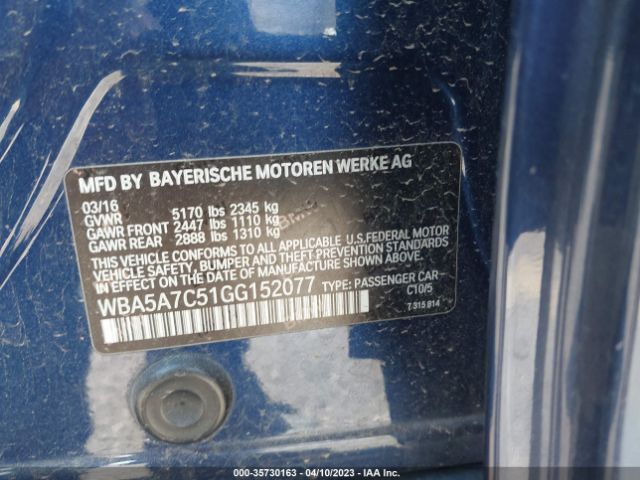 MFD BY BAYERISCHE MOTOREN WERKE AG
03/16
GVWR 5170 lbs 2345 kg
GAWR FRONT 2447 lbs 1110 kg
GAWR REAR 2888 lbs 1310 kg
THIS VEHICLE CONFORMS TO ALL APPLICABLE U.S.FEDERAL MOTOR
VEHICLE SAFETY, BUMPER, AND THEFT PREVENTION STANDARDS
IN EFFECT ON THE DATE OF MANUFACTURE SHOWN ABOVE.
WBA5A7C51GG152077 TYPE: PASSENGER CAR
C10/5
7 315 814
000-35730163 - 04/10/2023 - IAA Inc.